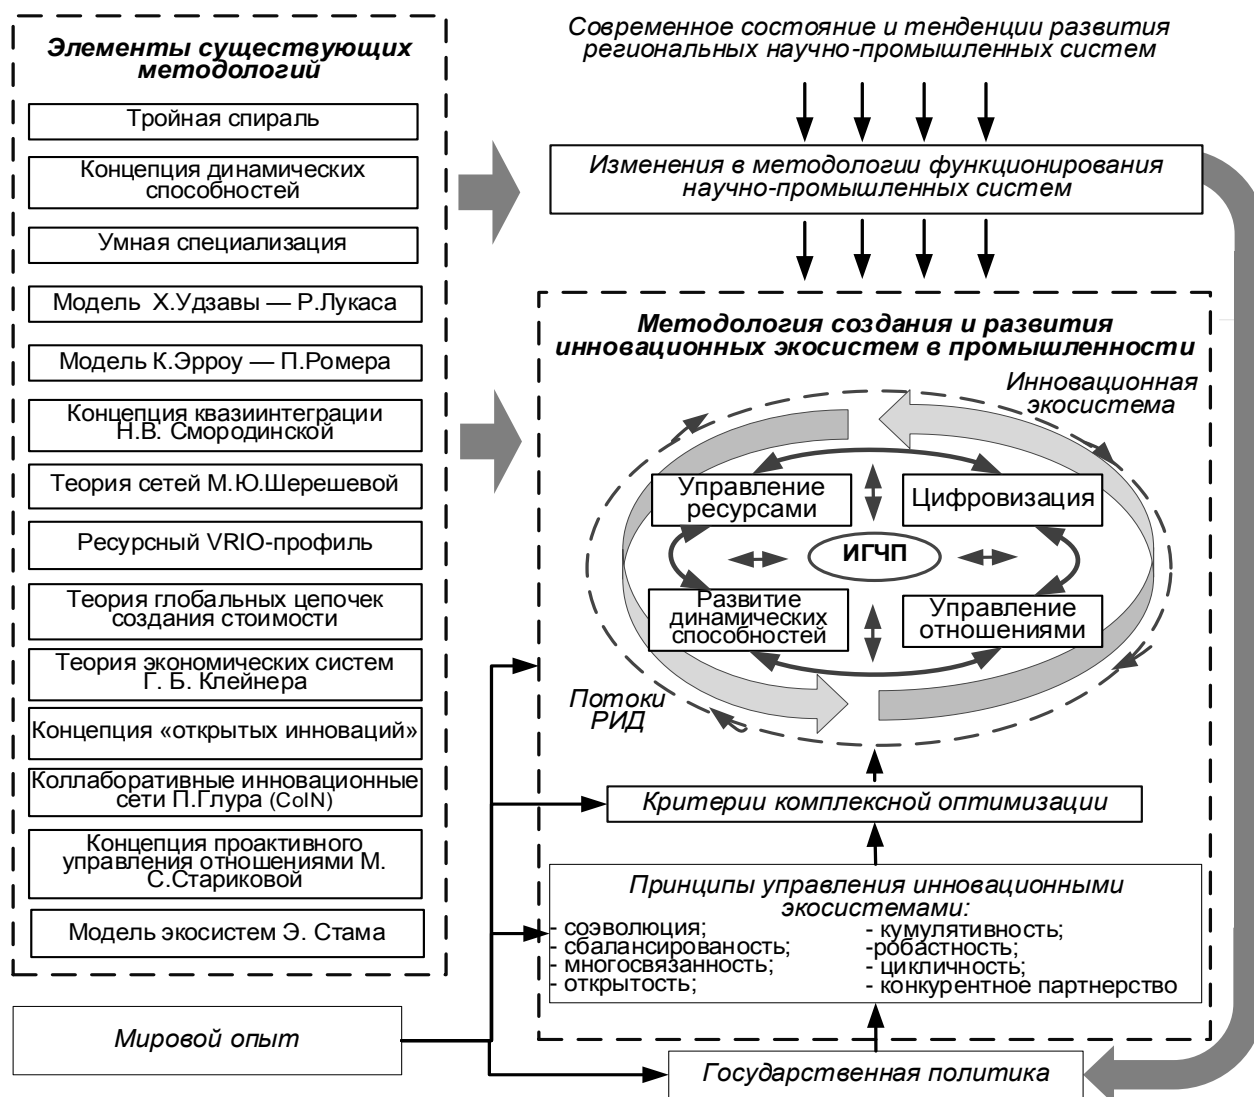 Элементы существующих
методологий
Тройная спираль
Концепция динамических
способностей
Умная специализация
Модель Х.Удзавы — Р.Лукаса
Модель К.Эрроу — П.Ромера
Концепция квазиинтеграции
Н.В. Смородинской
Теория сетей М.Ю.Шерешевой
Ресурсный VRIO-профиль
Теория глобальных цепочек
создания стоимости
Теория экономических систем
Г. Б. Клейнера
Концепция «открытых инноваций»
Коллаборативные инновационные
сети П.Глура (CoIN)
Концепция проактивного
управления отношениями М.
С.Стариковой
Модель экосистем Э. Стама
Мировой опыт
Современное состояние и тенденции развития
региональных научно-промышленных систем
Изменения в методологии функционирования
научно-промышленных систем
Методология создания и развития
инновационных экосистем в промышленности
Инновационная
экосистема
Управление
ресурсами
Цифровизация
ИГЧП
Развитие
динамических
способностей
Управление
отношениями
Потоки
РИД
Критерии комплексной оптимизации
Принципы управления инновационными
экосистемами:
- соэволюция;
- сбалансированость;
- многосвязанность;
- открытость;
- кумулятивность;
-робастность;
- цикличность;
- конкурентное партнерство
Государственная политика